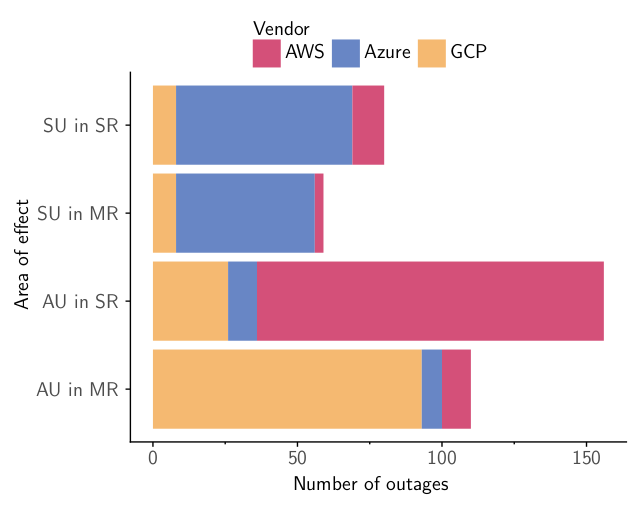 Vendor
AWS Azure GCP
SU in SR
SU in MR
AU in SR
AU in MR
Area of effect
0 50 100 150
Number of outages